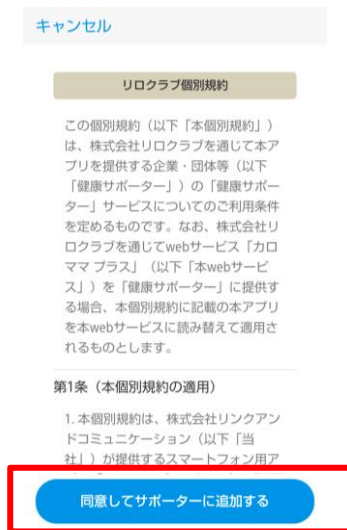 キャンセル
リロクラブ個別規約
この個別規約（以下「本個別規約」）
は、株式会社リロクラブを通じて本ア
プリを提供する企業・団体等（以下
「健康サポーター」）の「健康サポー
ター」サービスについてのご利用条件
を定めるものです。なお、株式会社リ
ロクラブを通じてwebサービス「カロ
ママ プラス」（以下「本webサービ
ス」）を「健康サポーター」に提供す
る場合、本個別規約に記載の本アプリ
を本webサービスに読み替えて適用さ
れるものとします。
第1条（本個別規約の適用）
1. 本個別規約は、株式会社リンクアン
ドコミュニケーション（以下「当
社」）が提供するスマートフォン用ア
同意してサポーターに追加する